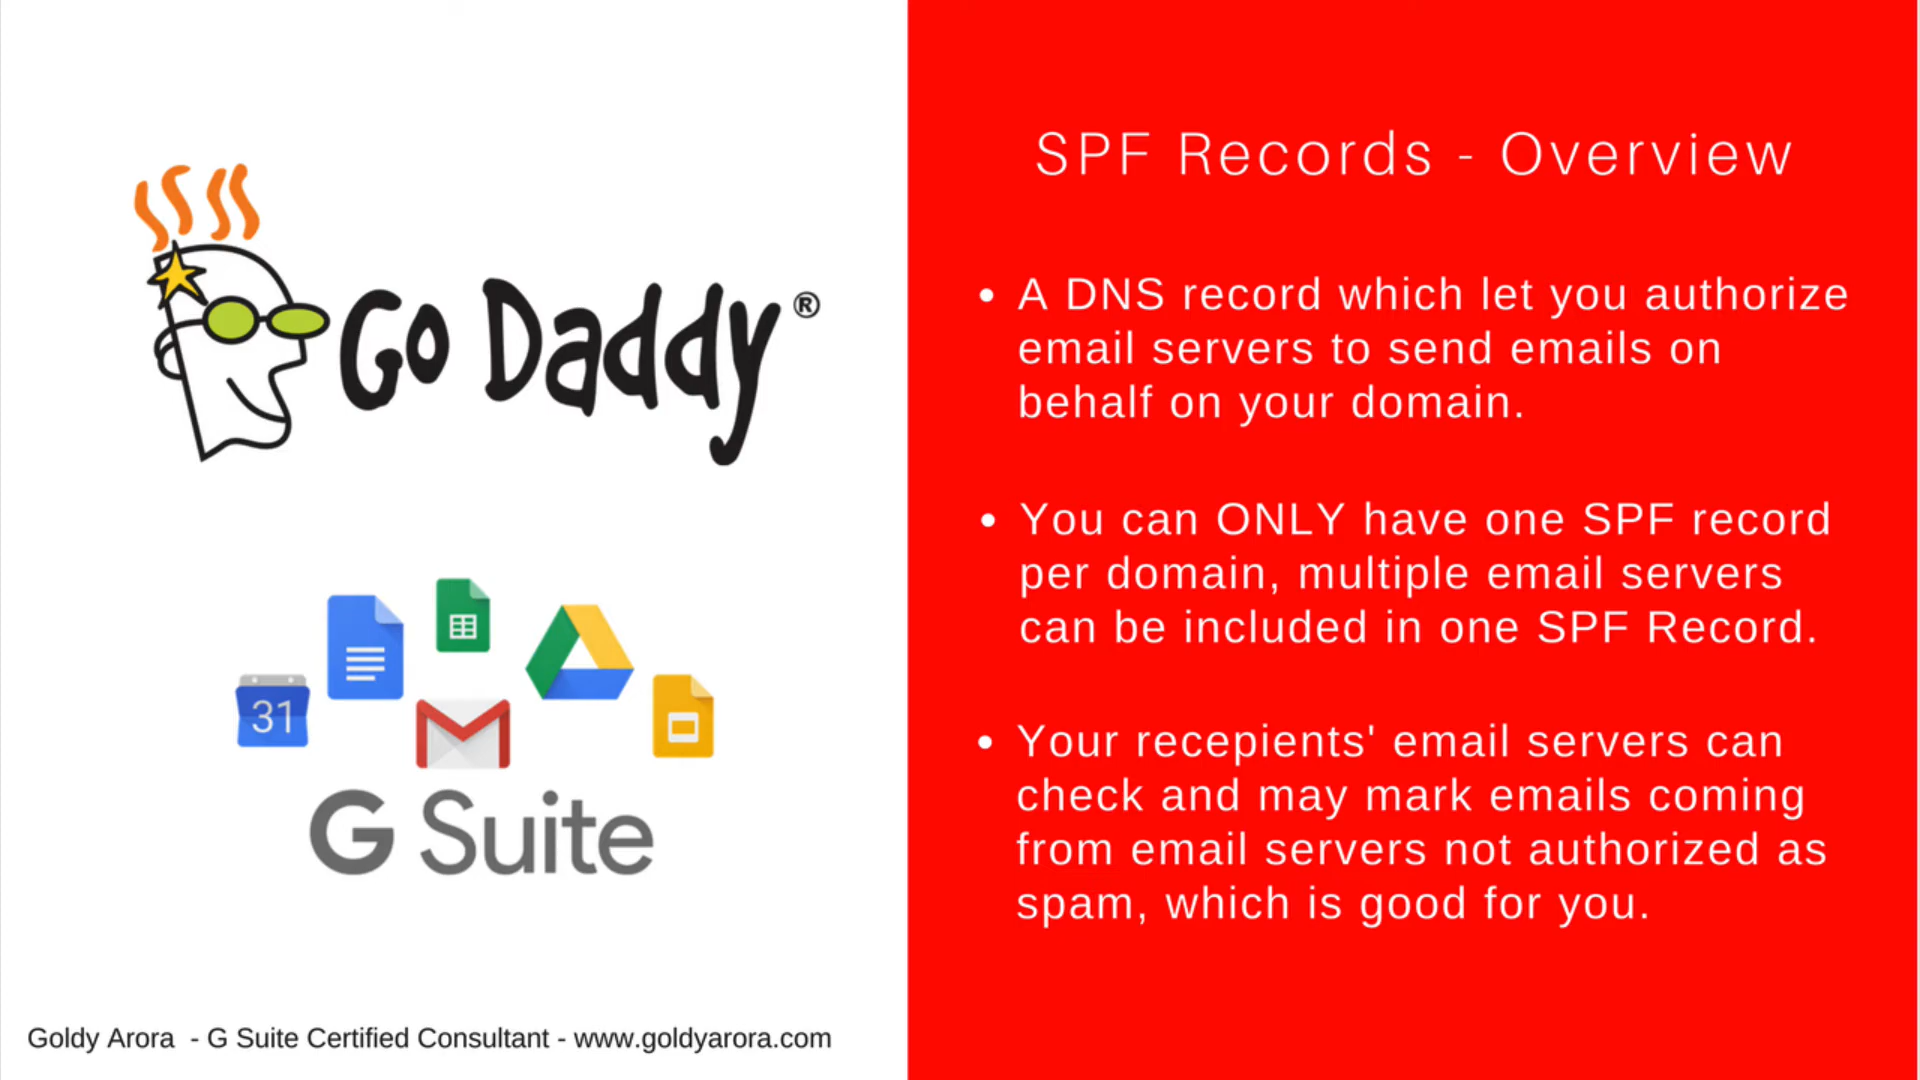 Go Daddy®
31
G Suite
Goldy Arora - G Suite Certified Consultant - www.goldyarora.com
SPF Records - Overview
• A DNS record which let you authorize
email servers to send emails on
behalf on your domain.
• You can ONLY have one SPF record
per domain, multiple email servers
can be included in one SPF Record.
• Your recepients' email servers can
check and may mark emails coming
from email servers not authorized as
spam, which is good for you.